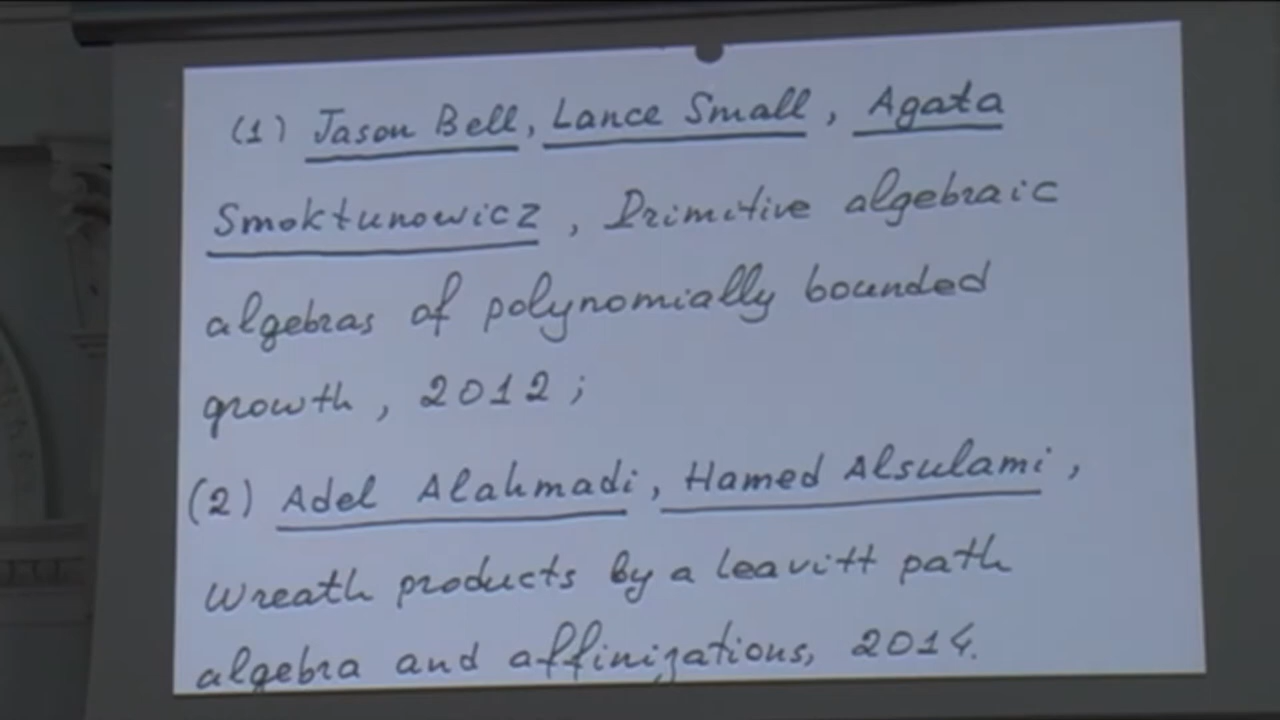 (1) Jason Bell, Lance Small, Agata
Smoktunowicz, Primitive algebraic
algebras of polynomially bounded
growth, 2012;
(2) Adel Alahmadi, Hamed Alsulami,
Wreath products by a leavitt path
algebra and affinizations, 2014.